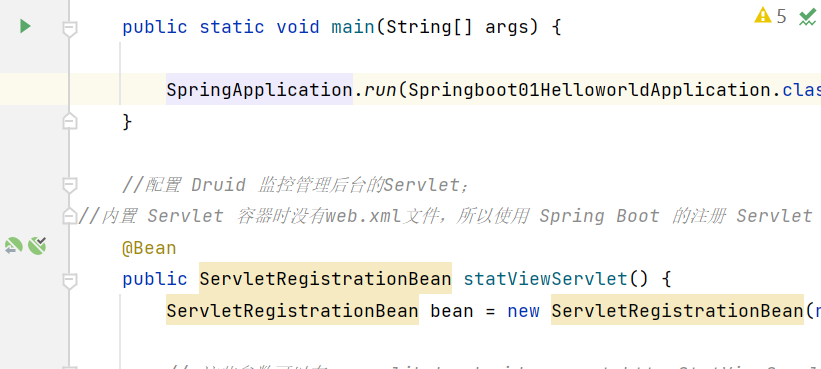 public static void main(String[] args) {
5
SpringApplication.run(Springboot01HelloworldApplication.clas
}
//配置 Druid 监控管理后台的Servlet；
//内置 Servlet 容器时没有web.xml文件，所以使用 Spring Boot 的注册 Servlet
@Bean
public ServletRegistrationBean statViewServlet() {
ServletRegistrationBean bean = new ServletRegistrationBean(